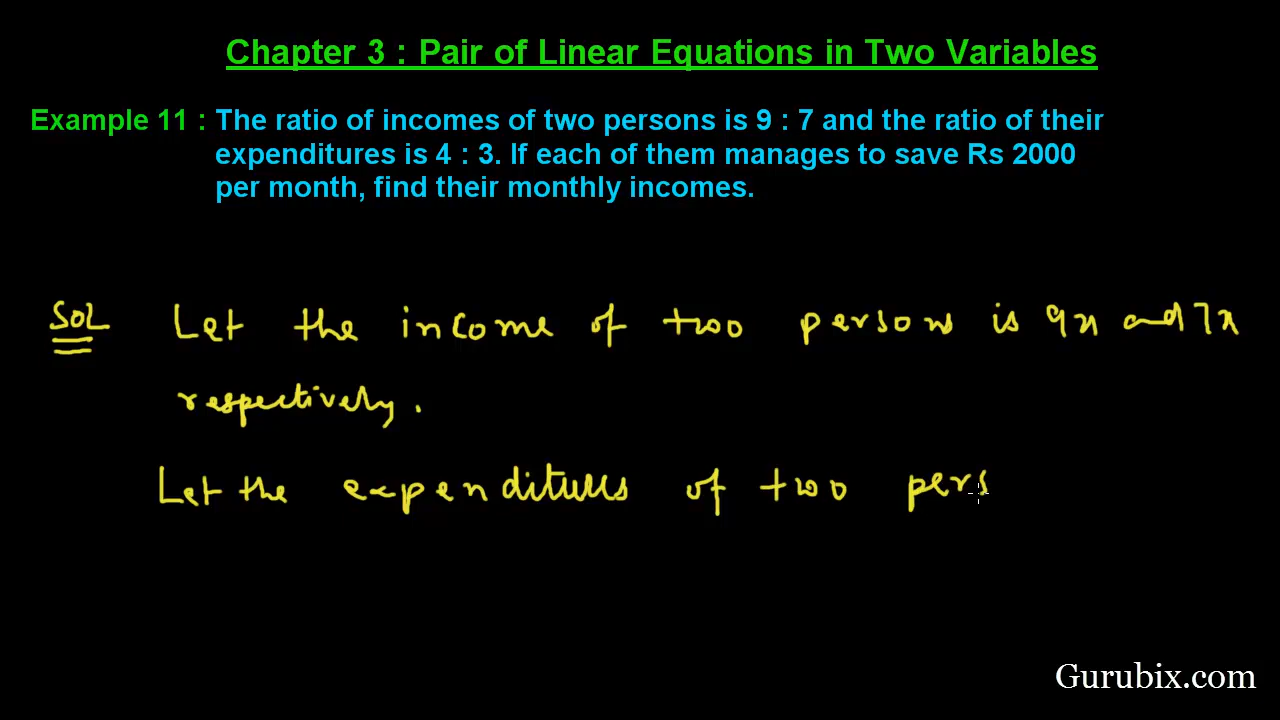 Chapter 3 : Pair of Linear Equations in Two Variables
Example 11 : The ratio of incomes of two persons is 9 : 7 and the ratio of their
expenditures is 4 : 3. If each of them manages to save Rs 2000
per month, find their monthly incomes.
Sol Let the income of two persons is 9x and 7x
respectively.
Let the expenditures of two pers
Gurubix.com